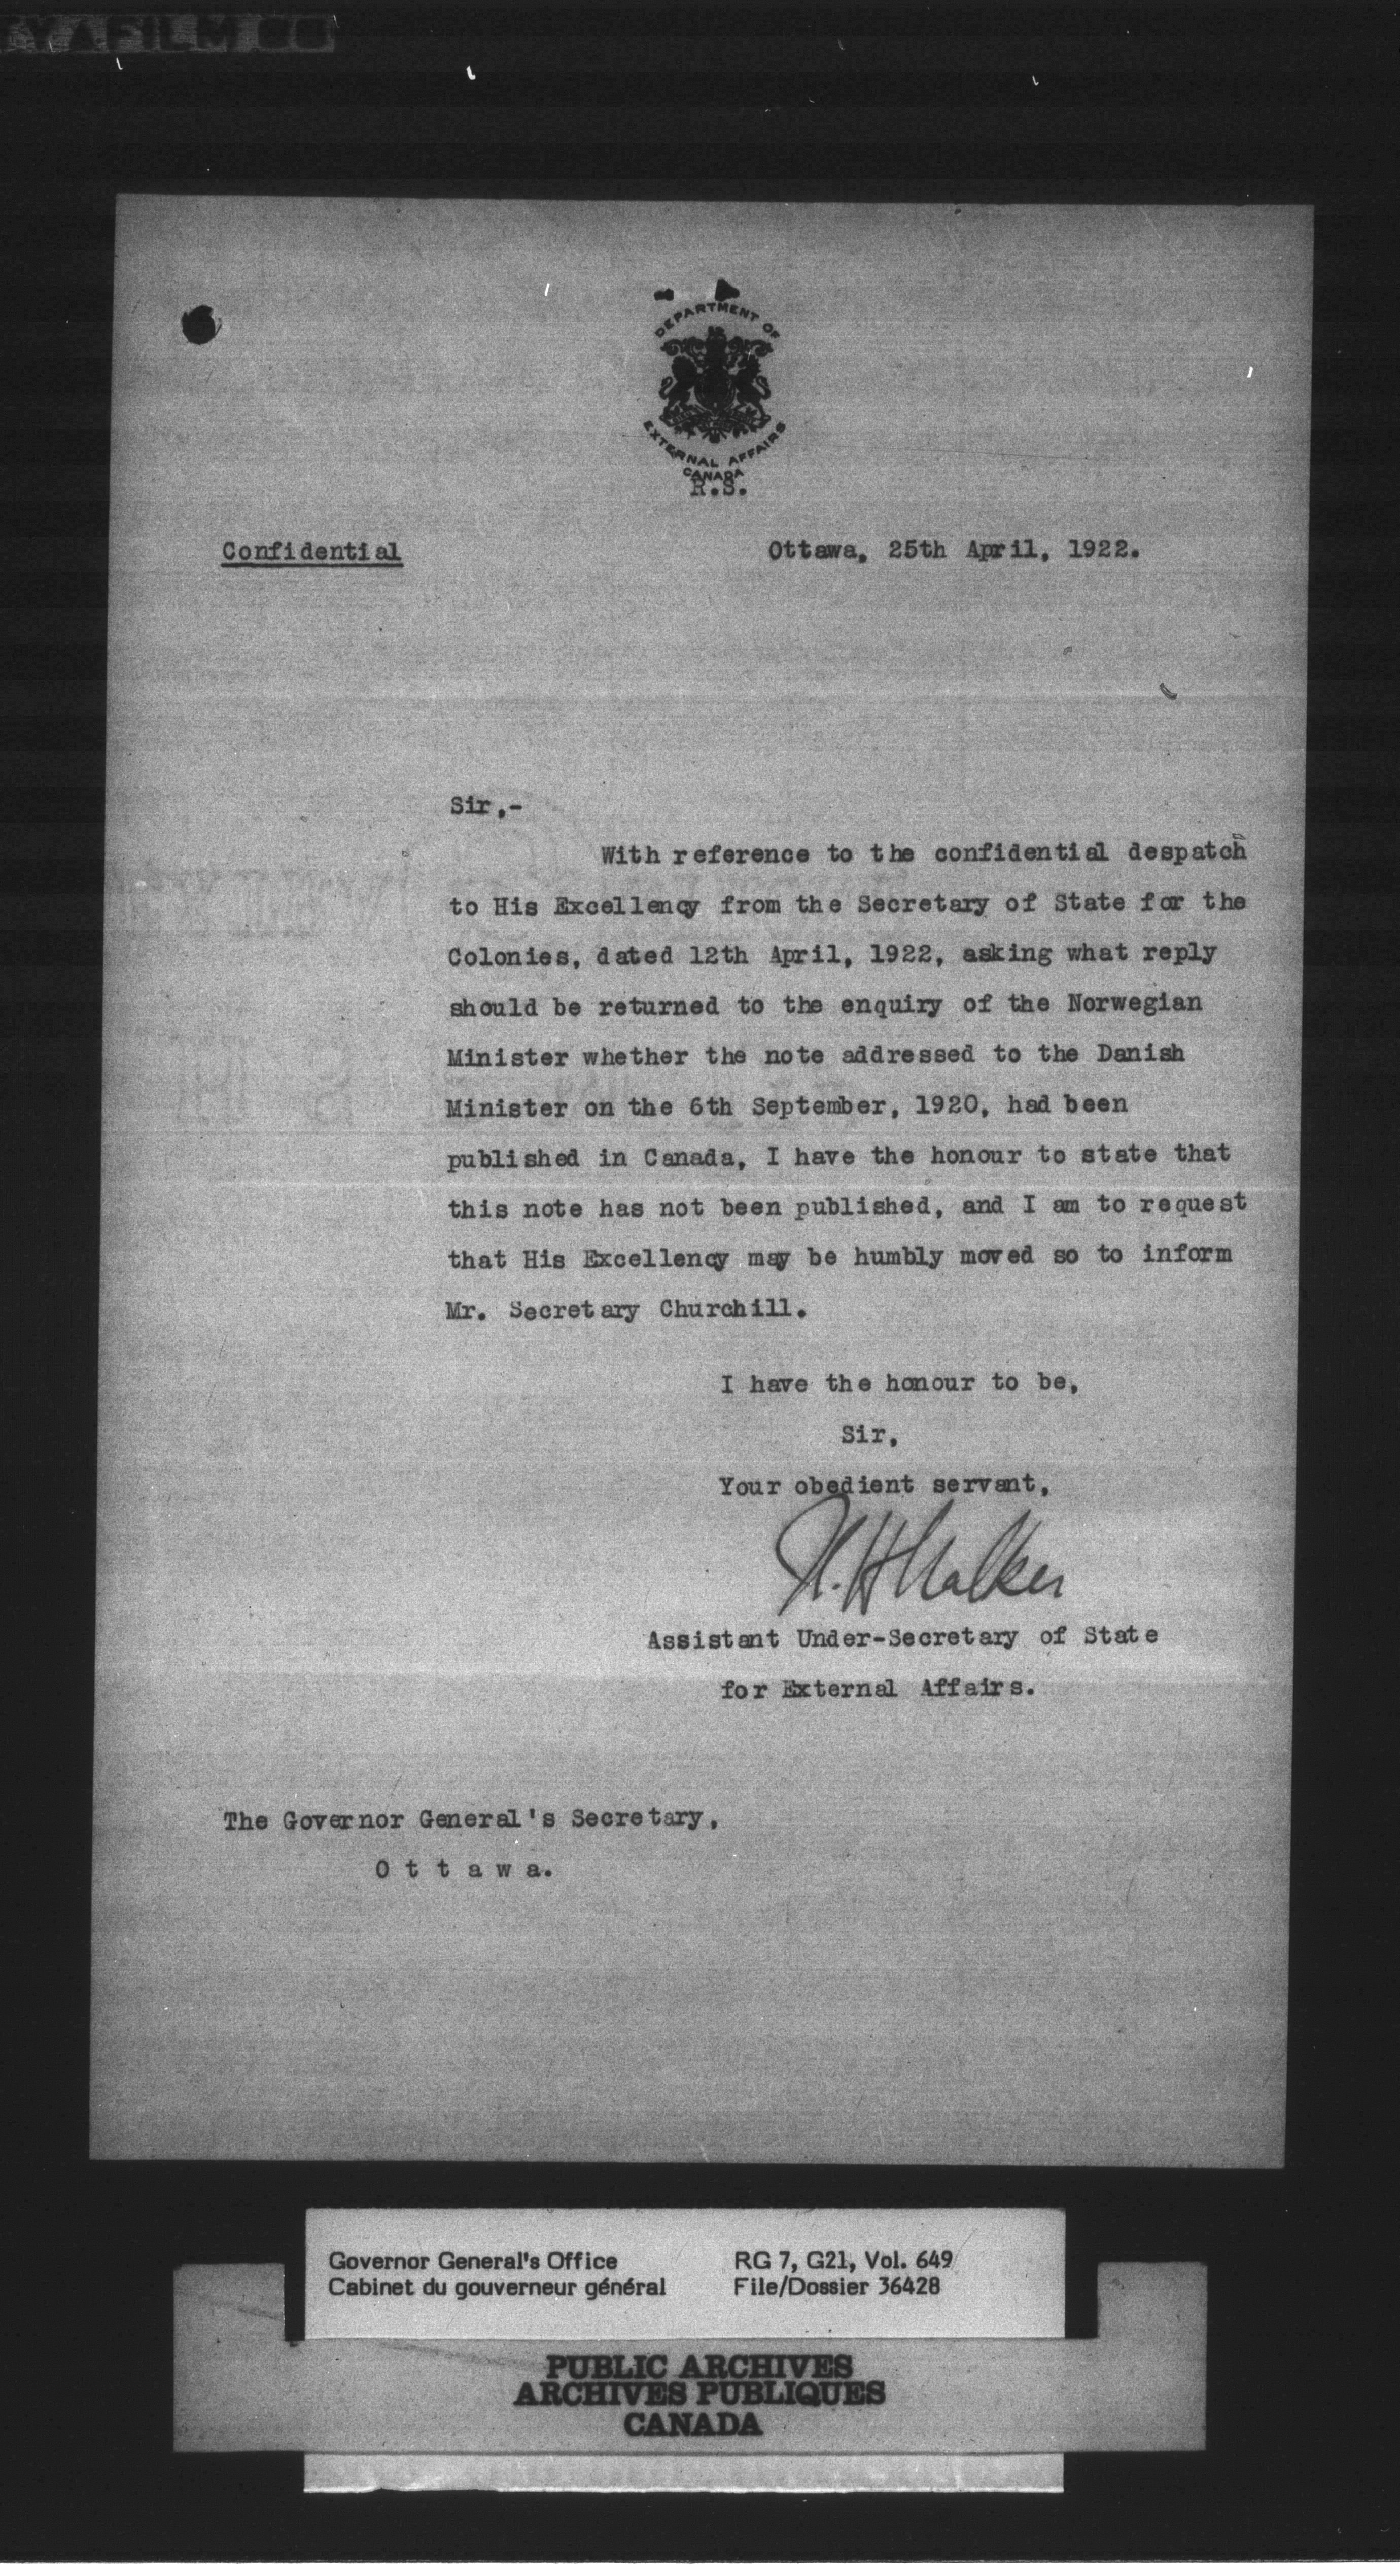 DEPARTMENT OF
EXTERNAL AFFAIRS
CANADA
R.S.
Confidential
Ottawa, 25th April, 1922.
Sir,-
With reference to the confidential despatch
to His Excellency from the Secretary of State for the
Colonies, dated 12th April, 1922, asking what reply
should be returned to the enquiry of the Norwegian
Minister whether the note addressed to the Danish
Minister on the 6th September, 1920, had been
published in Canada, I have the honour to state that
this note has not been published, and I am to request
that His Excellency may be humbly moved so to inform
Mr. Secretary Churchill.
I have the honour to be,
Sir,
Your obedient servant,
W. H. Walker
Assistant Under-Secretary of State
for External Affairs.
The Governor General's Secretary,
O t t a w a.
Governor General's Office
Cabinet du gouverneur général
RG 7, G21, Vol. 649
File/Dossier 36428
PUBLIC ARCHIVES
ARCHIVES PUBLIQUES
CANADA